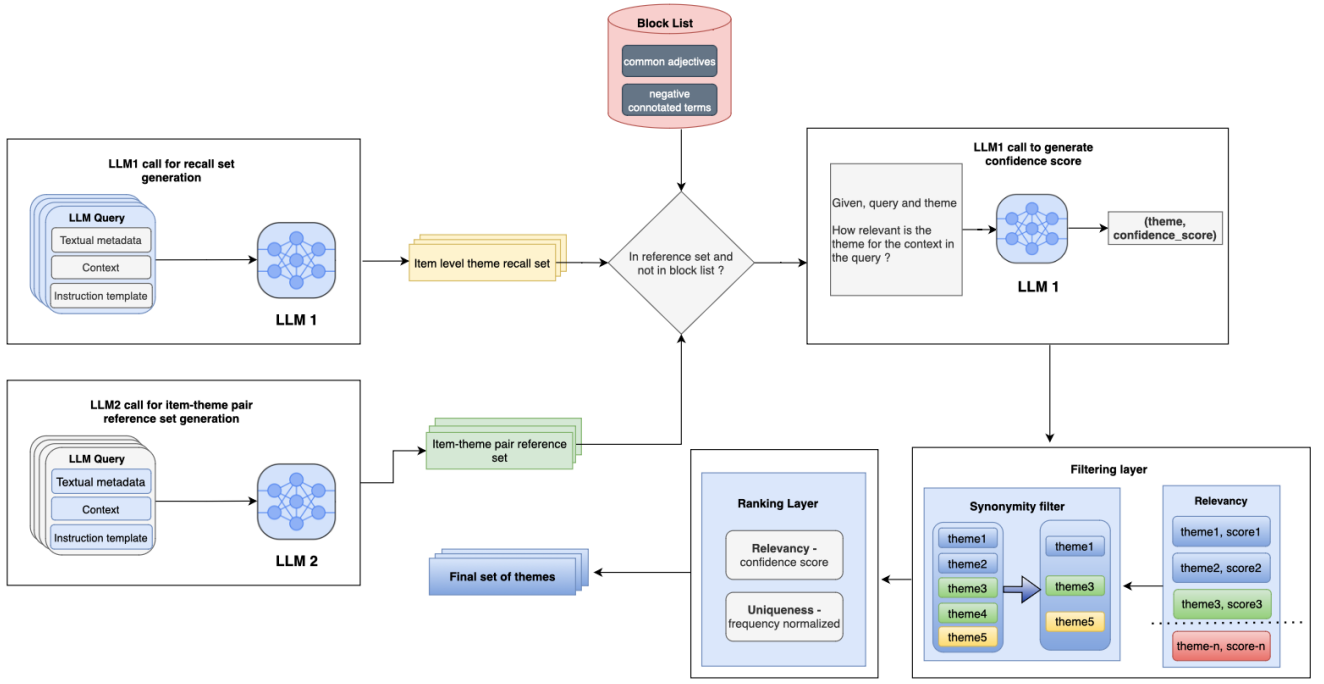 Block List
common adjectives
negative
connotated terms
LLM1 call for recall set
generation
LLM Query
Textual metadata
Context
Instruction template
LLM 1
Item level theme recall set
In reference set and
not in block list ?
LLM1 call to generate
confidence score
Given, query and theme
How relevant is the
theme for the context in
the query ?
LLM 1
(theme,
confidence_score)
LLM2 call for item-theme pair
reference set generation
LLM Query
Textual metadata
Context
Instruction template
LLM 2
Item-theme pair reference
set
Final set of themes
Ranking Layer
Relevancy -
confidence score
Uniqueness -
frequency normalized
Filtering layer
Synonymity filter
theme1
theme2
theme3
theme4
theme5
theme1
theme3
theme5
Relevancy
theme1, score1
theme2, score2
theme3, score3
theme-n, score-n